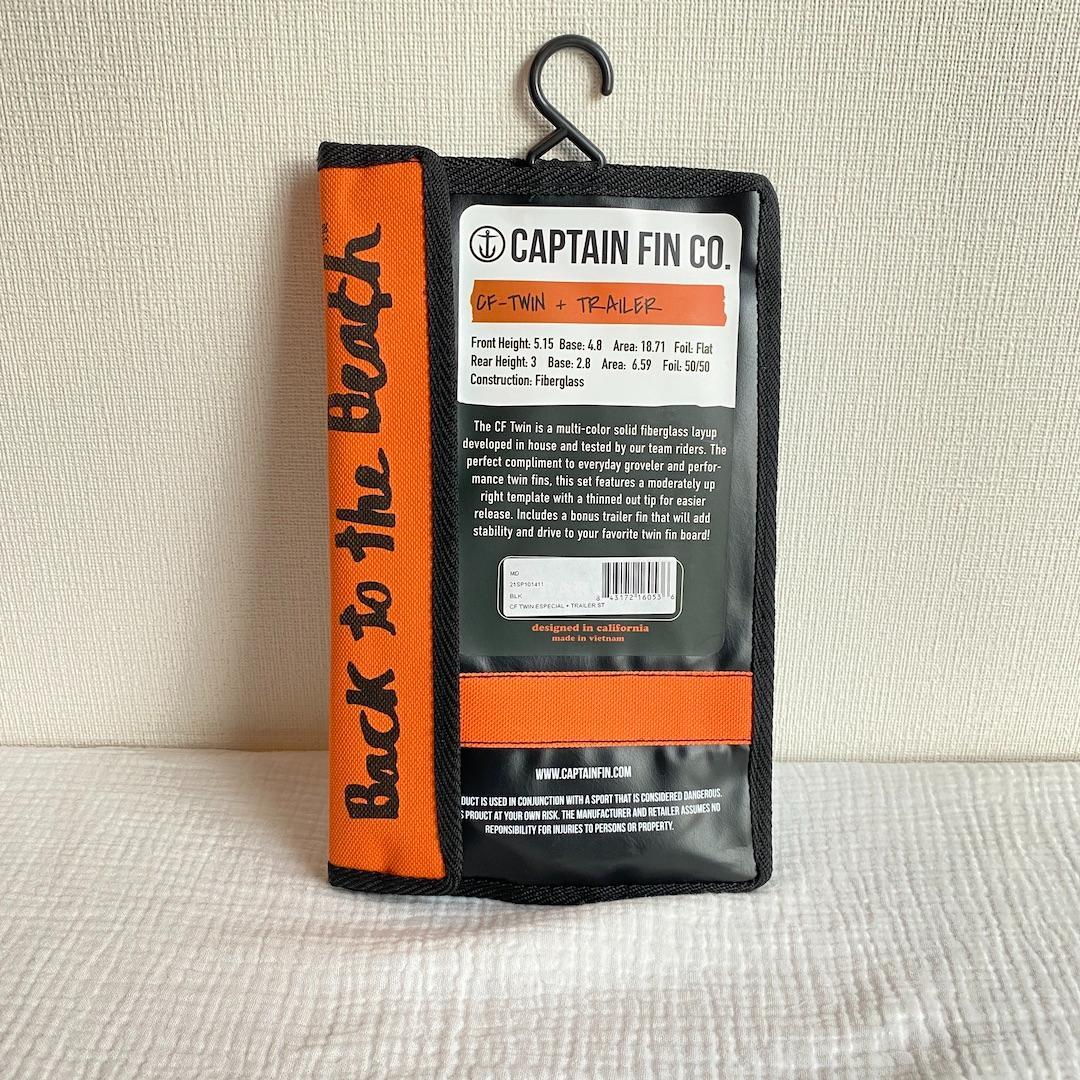 Back to the Beach
CAPTAIN FIN CO.
CF-TWIN + TRAILER
Front Height: 5.15 Base: 4.8 Area: 18.71 Foil: Flat
Rear Height: 3 Base: 2.8 Area: 6.59 Foil: 50/50
Construction: Fiberglass
The CF Twin is a multi-color solid fiberglass layup
developed in house and tested by our team riders. The
perfect compliment to everyday groveler and perfor-
mance twin fins, this set features a moderately up
right template with a thinned out tip for easier
release. Includes a bonus trailer fin that will add
stability and drive to your favorite twin fin board!
MD
21SP101411
BLK
8 43172 16053 6
CF TWIN ESPECIAL + TRAILER ST
designed in california
made in vietnam
WWW.CAPTAINFIN.COM
DUCT IS USED IN CONJUNCTION WITH A SPORT THAT IS CONSIDERED DANGEROUS.
S PRODUCT AT YOUR OWN RISK. THE MANUFACTURER AND RETAILER ASSUMES NO
REPONSIBILITY FOR INJURIES TO PERSONS OR PROPERTY.